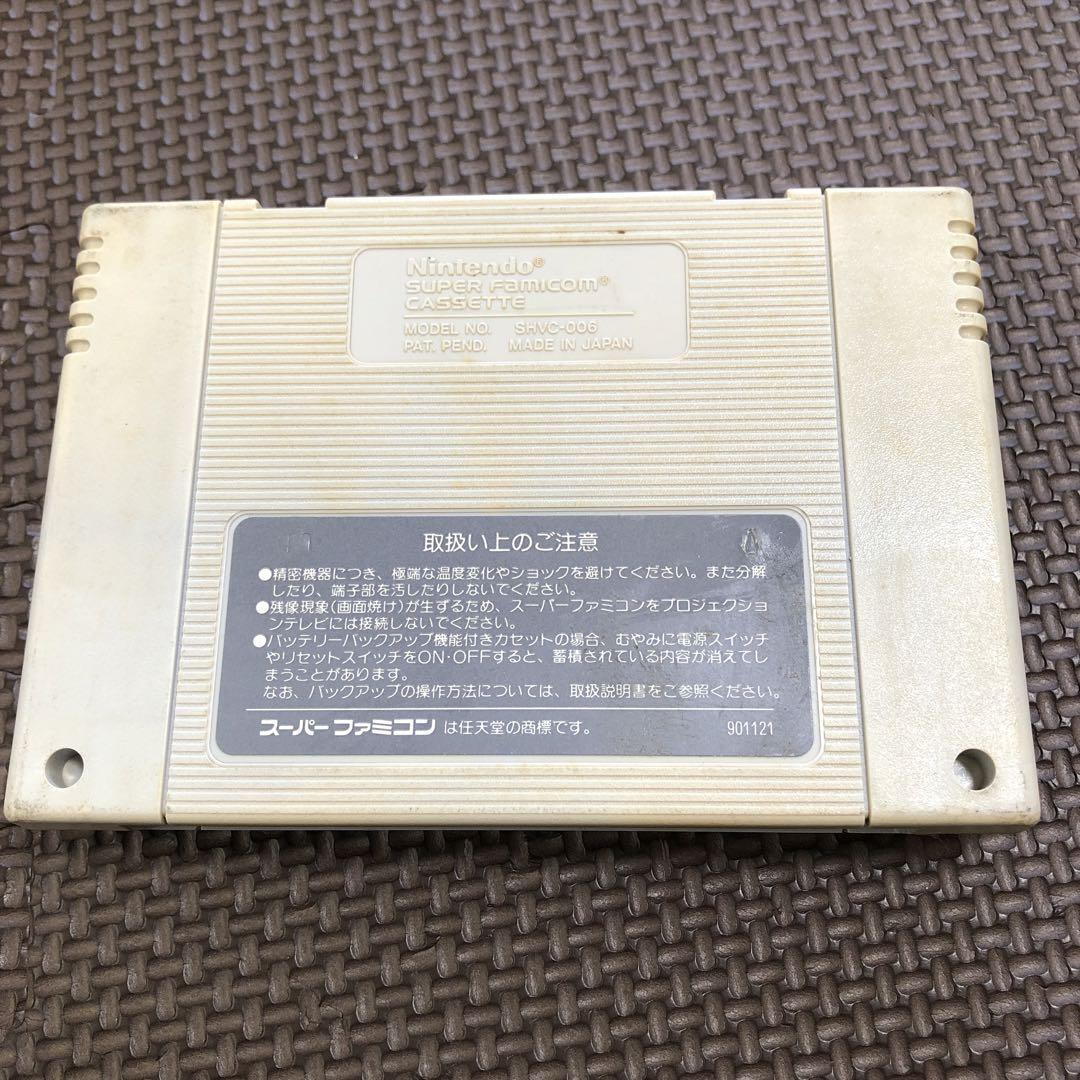 Nintendo®
SUPER Famicom®
CASSETTE
MODEL NO. SHVC-006
PAT. PEND. MADE IN JAPAN
取扱い上のご注意
●精密機器につき、極端な温度変化やショックを避けてください。また分解
したり、端子部を汚したりしないでください。
●残像現象(画面焼け)が生ずるため、スーパーファミコンをプロジェクショ
ンテレビには接続しないでください。
●バッテリーバックアップ機能付きカセットの場合、むやみに電源スイッチ
やリセットスイッチをON・OFFすると、蓄積されている内容が消えてし
まうことがあります。
なお、バックアップの操作方法については、取扱説明書をご参照ください。
スーパーファミコン は任天堂の商標です。 901121